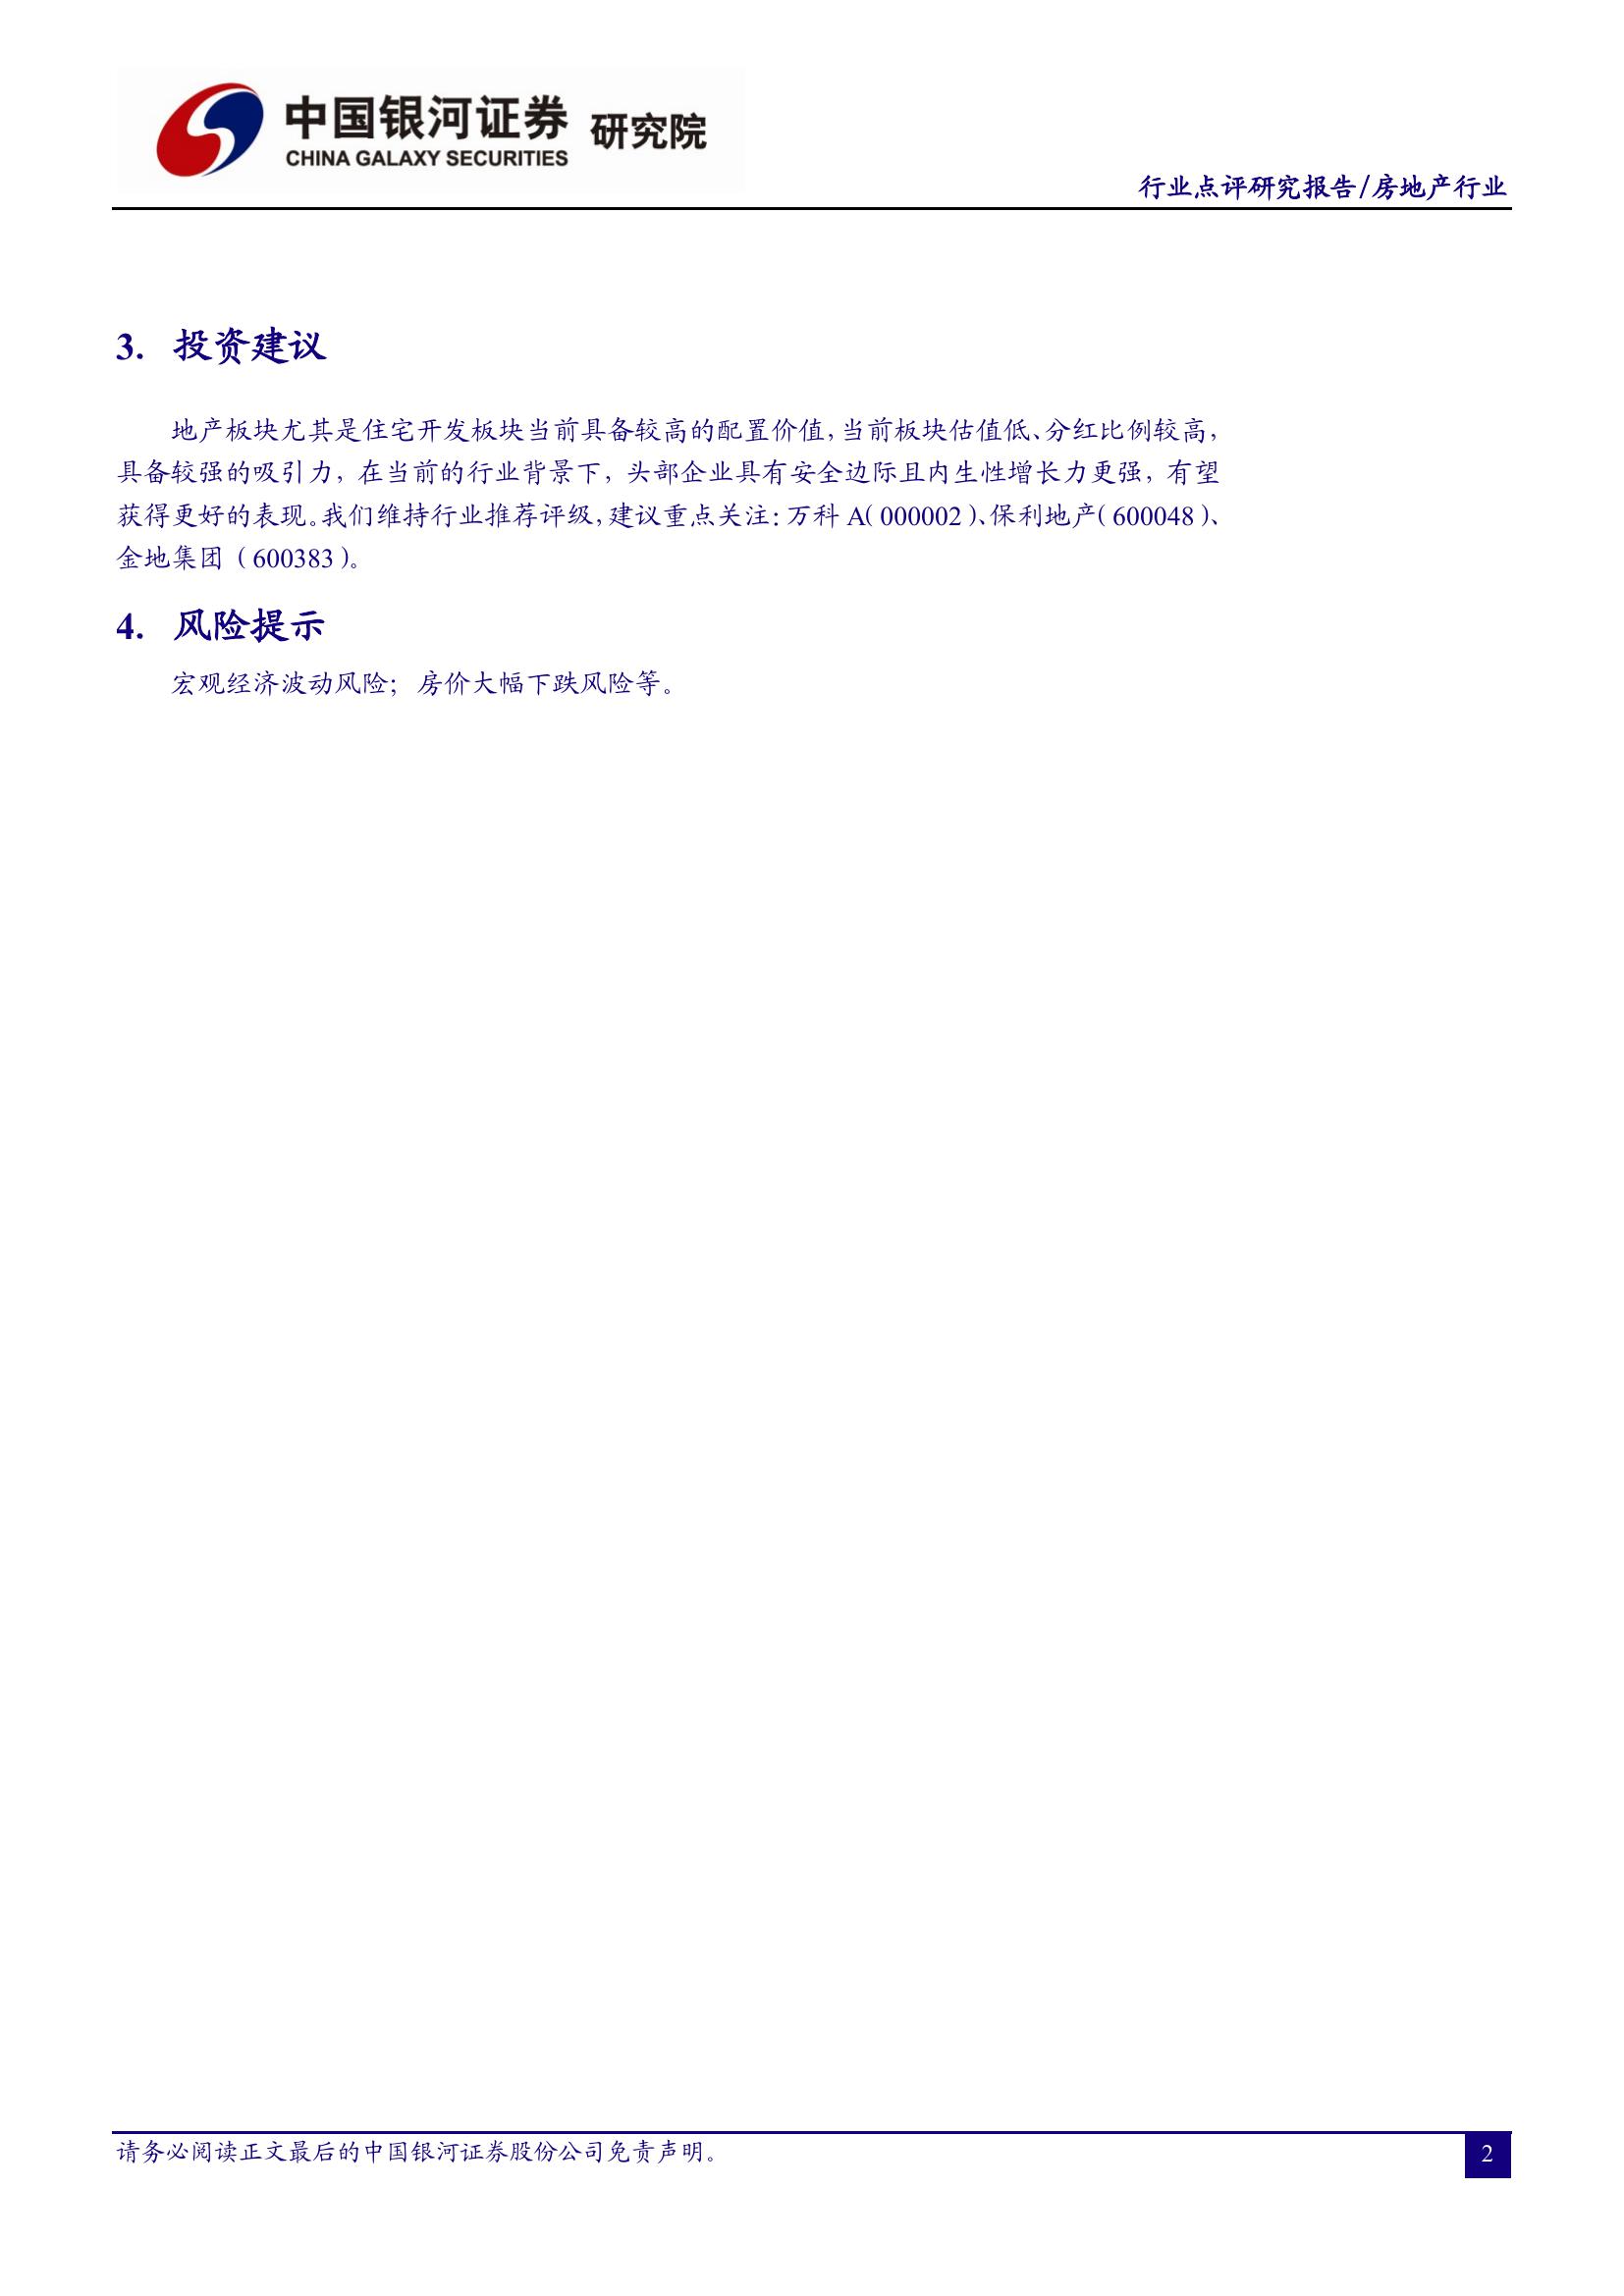 中国银河证券 研究院
CHINA GALAXY SECURITIES
行业点评研究报告/房地产行业
3. 投资建议
地产板块尤其是住宅开发板块当前具备较高的配置价值,当前板块估值低、分红比例较高,
具备较强的吸引力,在当前的行业背景下,头部企业具有安全边际且内生性增长力更强,有望
获得更好的表现。我们维持行业推荐评级,建议重点关注:万科 A(000002)、保利地产(600048)、
金地集团(600383)。
4. 风险提示
宏观经济波动风险;房价大幅下跌风险等。
请务必阅读正文最后的中国银河证券股份公司免责声明。
2